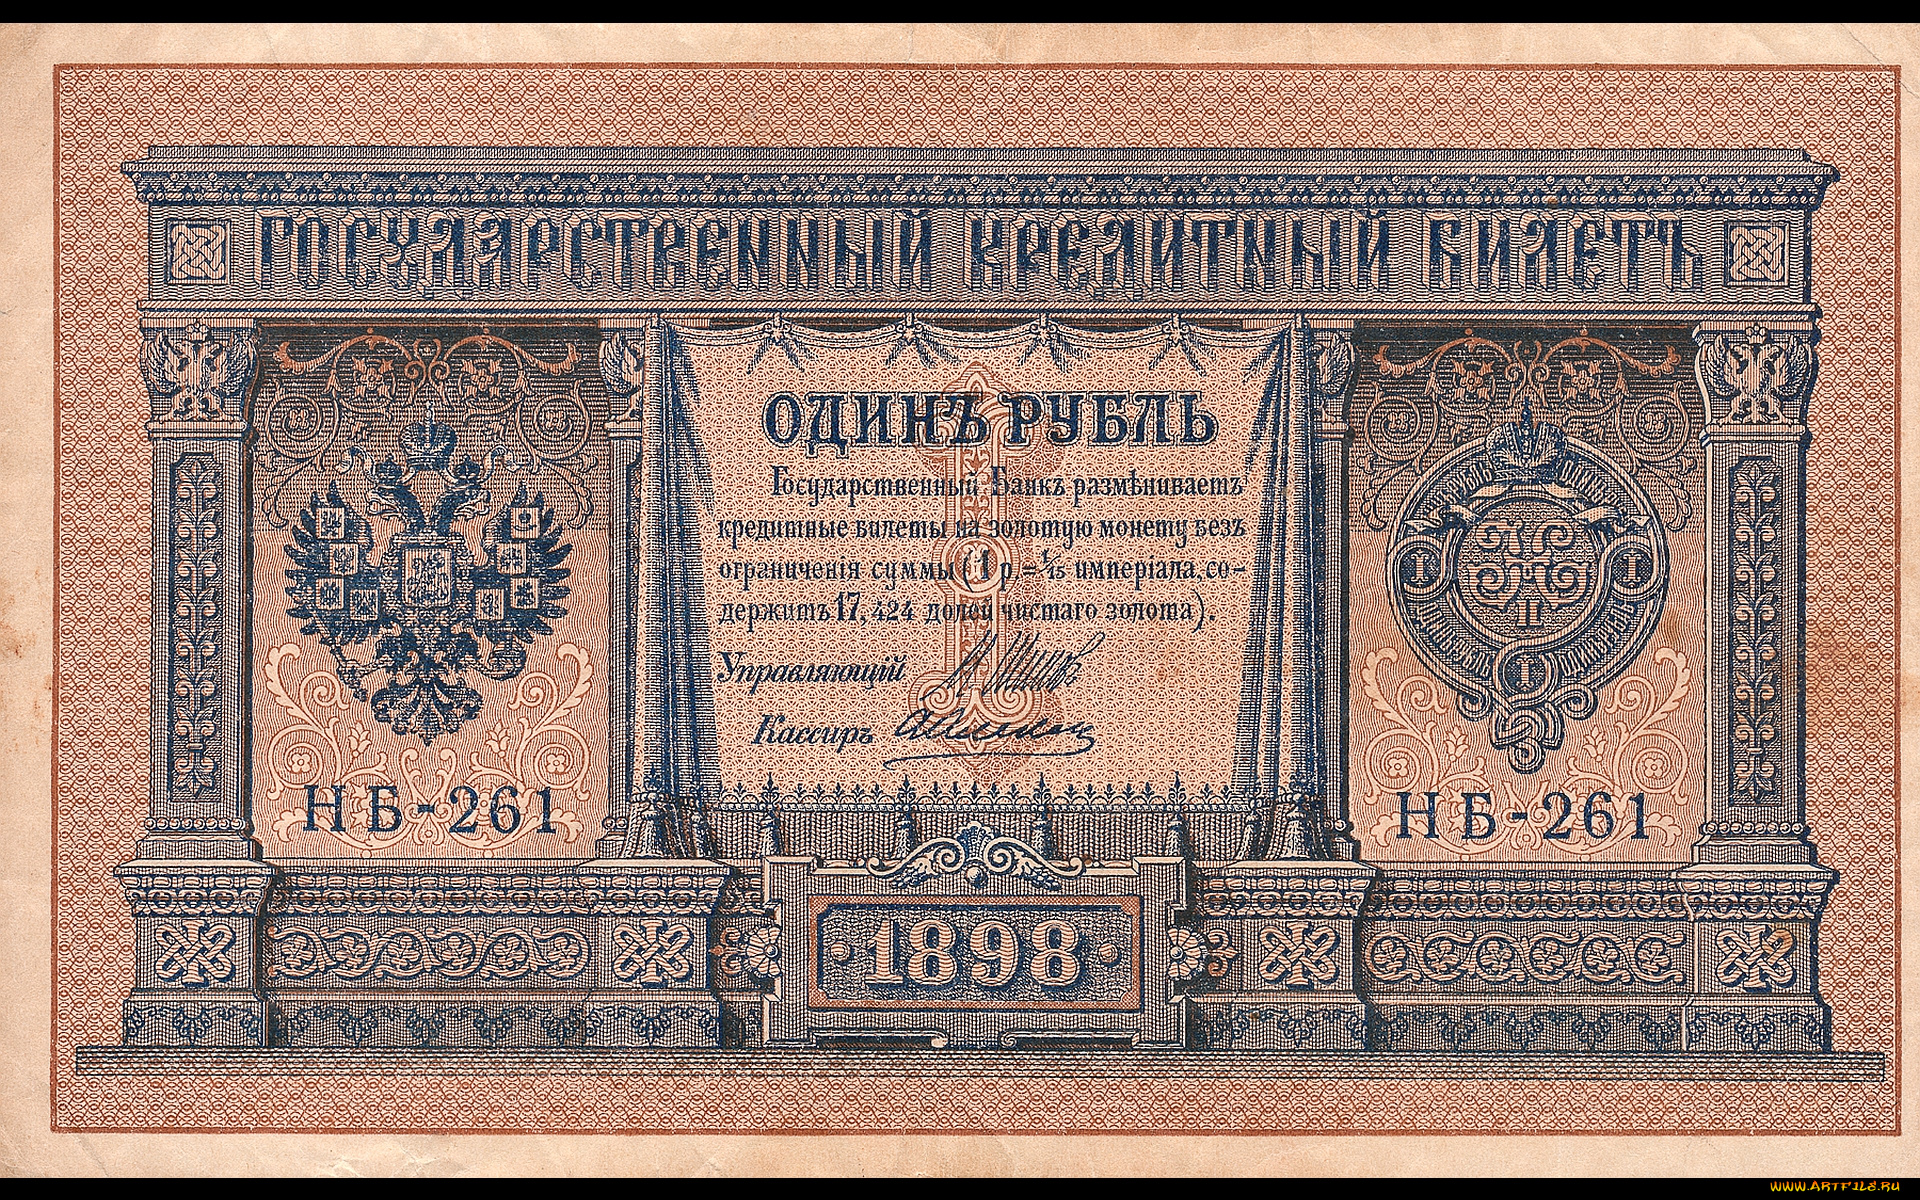 ГОСУДАРСТВЕННЫЙ КРЕДИТНЫЙ БИЛЕТЪ
ОДИНЪ РУБЛЬ
Государственный Банкъ размѣниваетъ
кредитные билеты на золотую монету безъ
ограниченія суммы (1 р. = 1/15 имперіала, со-
держитъ 17,424 долей чистаго золота).
Управляющій
Кассиръ
I I
II
I
НБ-261 НБ-261
1898
WWW.ARTFILE.RU